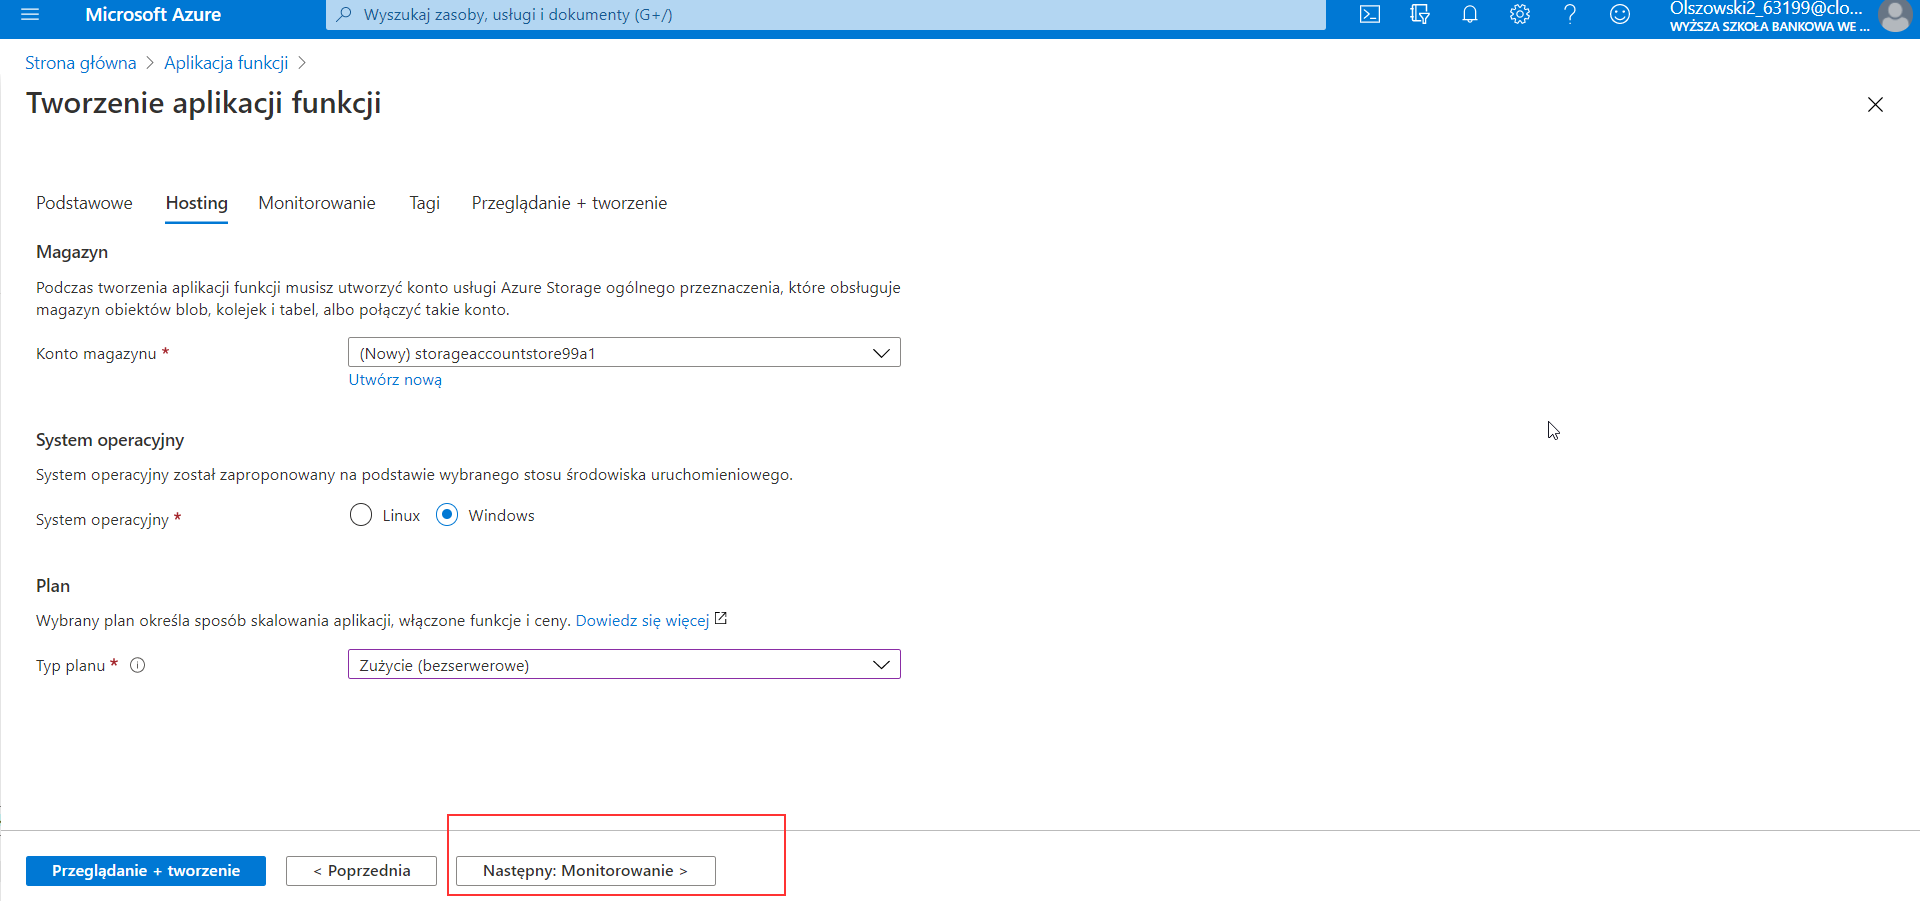 Microsoft Azure
Wyszukaj zasoby, usługi i dokumenty (G+/)
Olszowski2_63199@clo...
WYŻSZA SZKOŁA BANKOWA WE ...
Strona główna > Aplikacja funkcji >
Tworzenie aplikacji funkcji
Podstawowe Hosting Monitorowanie Tagi Przeglądanie + tworzenie
Magazyn
Podczas tworzenia aplikacji funkcji musisz utworzyć konto usługi Azure Storage ogólnego przeznaczenia, które obsługuje
magazyn obiektów blob, kolejek i tabel, albo połączyć takie konto.
Konto magazynu * (Nowy) storageaccountstore99a1
Utwórz nową
System operacyjny
System operacyjny został zaproponowany na podstawie wybranego stosu środowiska uruchomieniowego.
System operacyjny * Linux Windows
Plan
Wybrany plan określa sposób skalowania aplikacji, włączone funkcje i ceny. Dowiedz się więcej
Typ planu * Zużycie (bezserwerowe)
Przeglądanie + tworzenie < Poprzednia Następny: Monitorowanie >